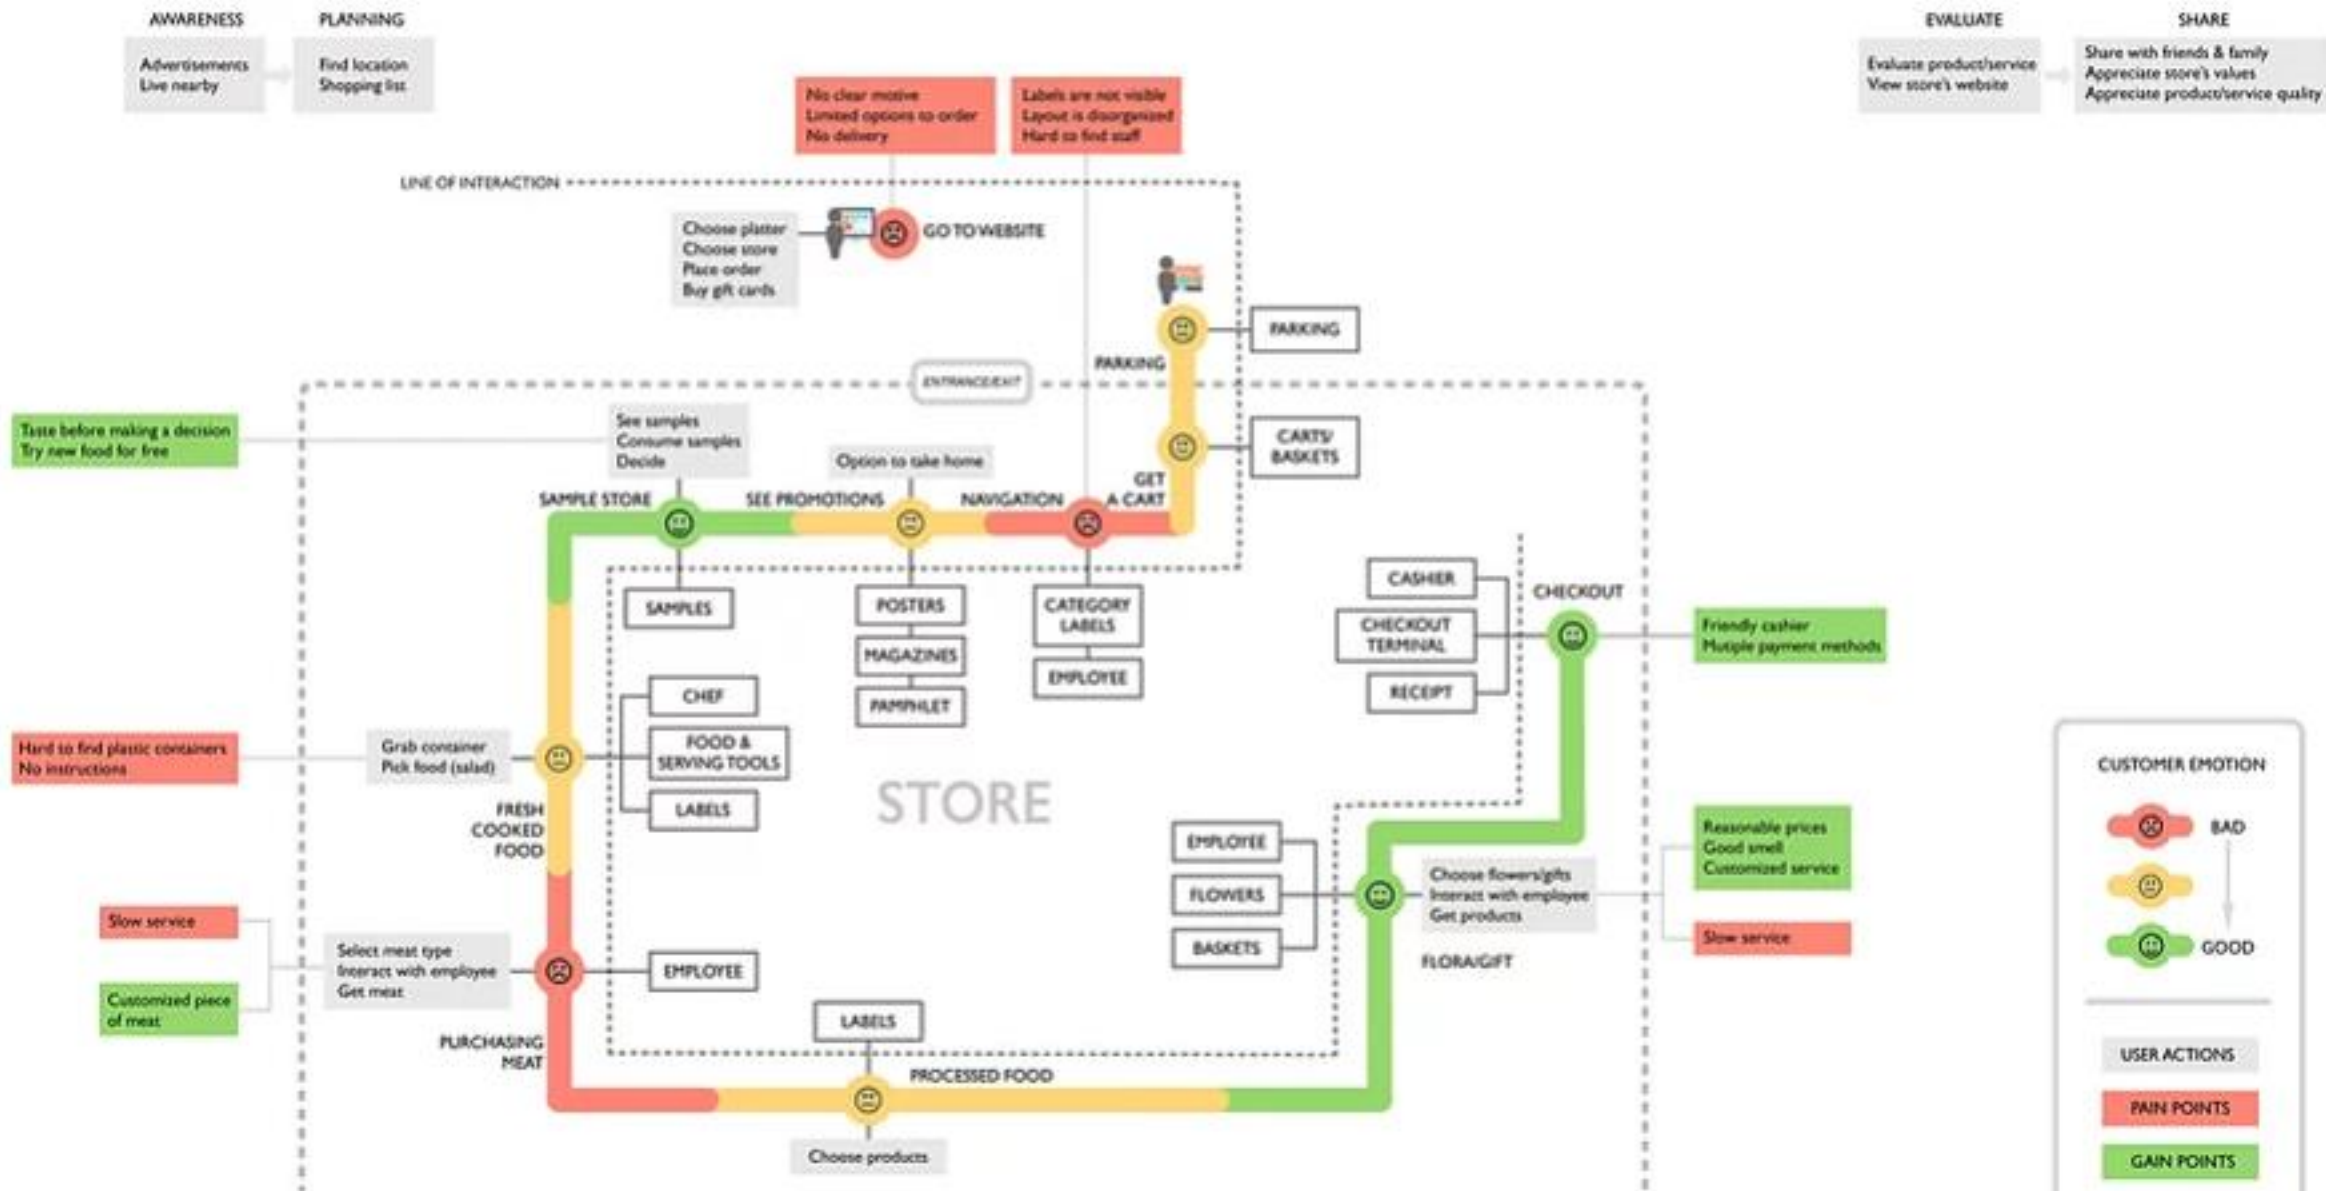 AWARENESS
Advertisements
Live nearby
PLANNING
Find location
Shopping list
EVALUATE
Evaluate product/service
View store's website
SHARE
Share with friends & family
Appreciate store's values
Appreciate product/service quality
No clear motive
Limited options to order
No delivery
Labels are not visible
Layout is disorganized
Hard to find staff
LINE OF INTERACTION
Choose platter
Choose store
Place order
Buy gift cards
GO TO WEBSITE
PARKING
PARKING
ENTRANCE/EXIT
Taste before making a decision
Try new food for free
See samples
Consume samples
Decide
Option to take home
CARTS/
BASKETS
GET
A CART
SAMPLE STORE
SEE PROMOTIONS
NAVIGATION
SAMPLES
POSTERS
MAGAZINES
PAMPHLET
CATEGORY
LABELS
EMPLOYEE
CASHIER
CHECKOUT
TERMINAL
RECEIPT
CHECKOUT
Friendly cashier
Mutiple payment methods
Hard to find plastic containers
No instructions
Grab container
Pick food (salad)
CHEF
FOOD &
SERVING TOOLS
LABELS
FRESH
COOKED
FOOD
STORE
EMPLOYEE
FLOWERS
BASKETS
Choose flowers/gifts
Interact with employee
Get products
FLORA/GIFT
Reasonable prices
Good smell
Customized service
Slow service
Slow service
Customized piece
of meat
Select meat type
Interact with employee
Get meat
EMPLOYEE
PURCHASING
MEAT
LABELS
PROCESSED FOOD
Choose products
CUSTOMER EMOTION
BAD
GOOD
USER ACTIONS
PAIN POINTS
GAIN POINTS